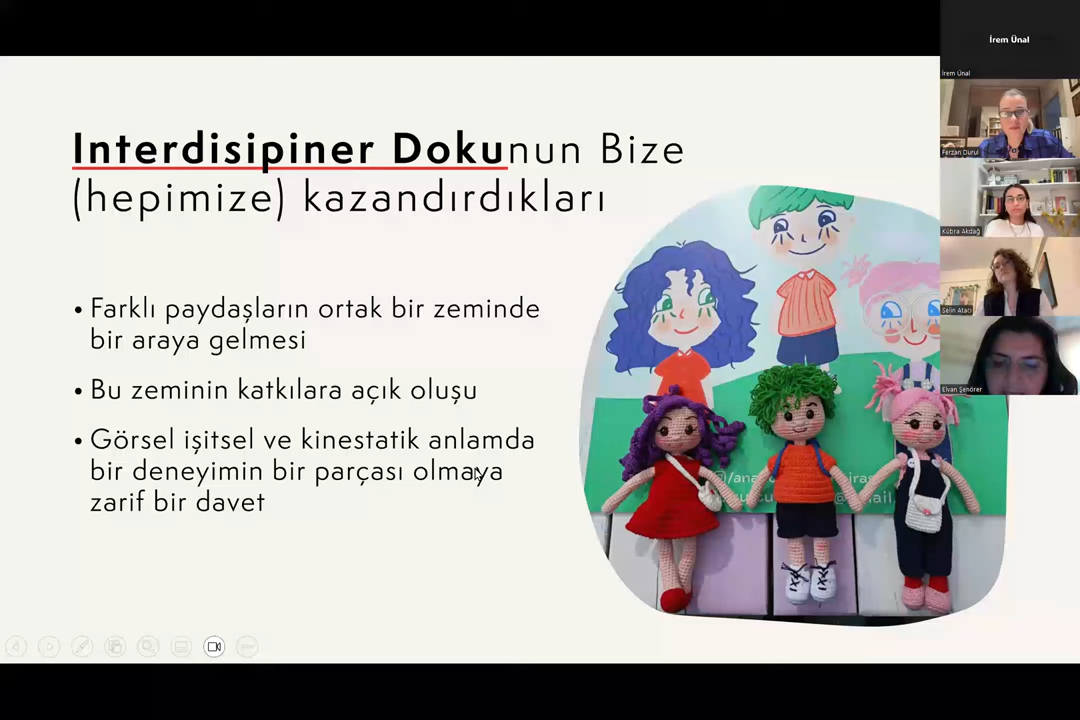 Interdisipiner Dokunun Bize
(hepimize) kazandırdıkları
• Farklı paydaşların ortak bir zeminde
bir araya gelmesi
• Bu zeminin katkılara açık oluşu
• Görsel işitsel ve kinestatik anlamda
bir deneyimin bir parçası olmaya
zarif bir davet
İrem Ünal
İrem Ünal
Ferzan Durul
Kübra Akdağ
Selin Atacı
Elvan Şenörer